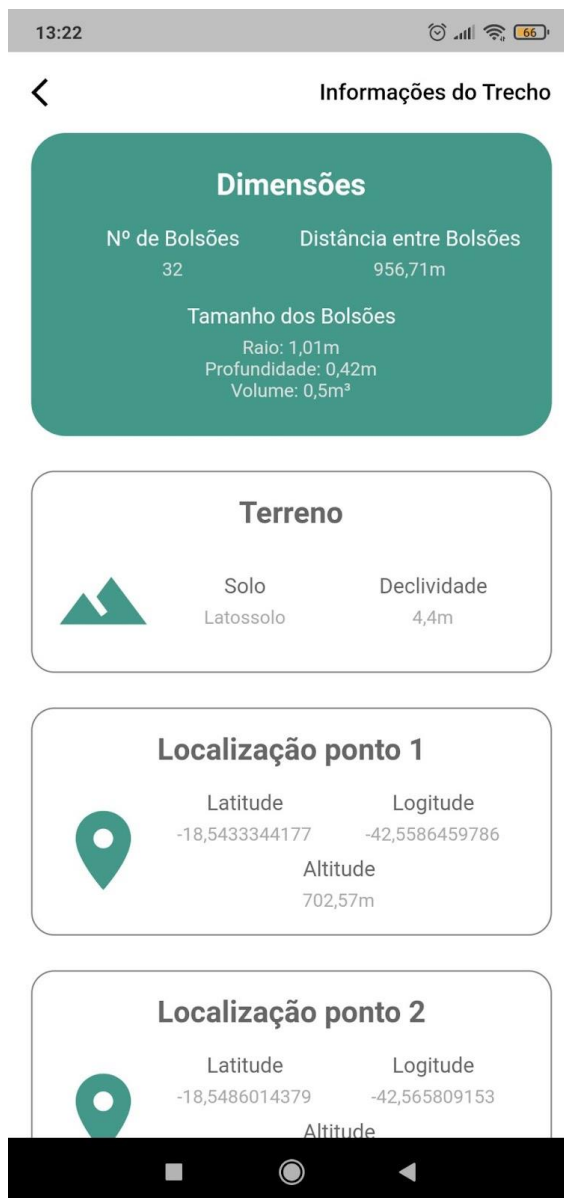 13:22
66
Informações do Trecho
Dimensões
Nº de Bolsões
Distância entre Bolsões
32
956,71m
Tamanho dos Bolsões
Raio: 1,01m
Profundidade: 0,42m
Volume: 0,5m³
Terreno
Solo
Declividade
Latossolo
4,4m
Localização ponto 1
Latitude
Logitude
-18,5433344177
-42,5586459786
Altitude
702,57m
Localização ponto 2
Latitude
Logitude
-18,5486014379
-42,565809153
Altitude